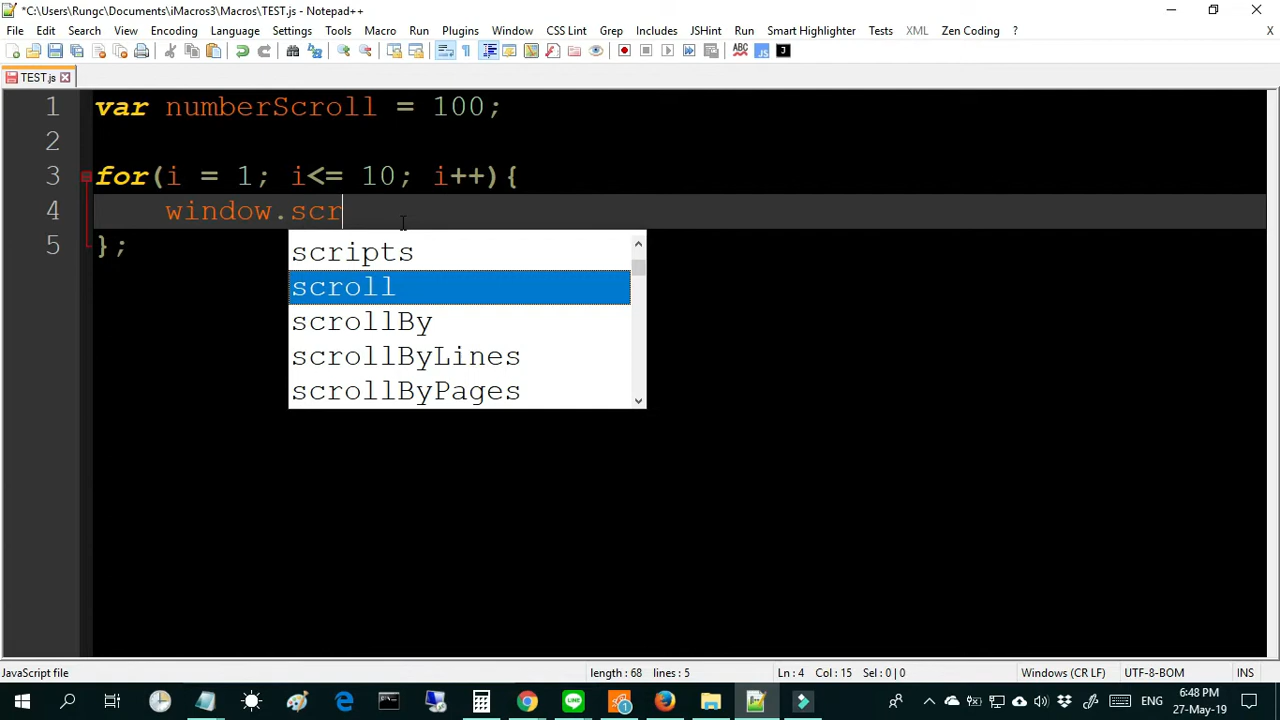 *C:\Users\Rungc\Documents\iMacros3\Macros\TEST.js - Notepad++
File Edit Search View Encoding Language Settings Tools Macro Run Plugins Window CSS Lint Grep Includes JSHint Run Smart Highlighter Tests XML Zen Coding ? X
TEST.js
1 var numberScroll = 100;
2
3 for(i = 1; i<= 10; i++){
4 window.scr
5 };
scripts
scroll
scrollBy
scrollByLines
scrollByPages
JavaScript file length : 68 lines : 5 Ln : 4 Col : 15 Sel : 0 | 0 Windows (CR LF) UTF-8-BOM INS
ENG 6:48 PM
27-May-19